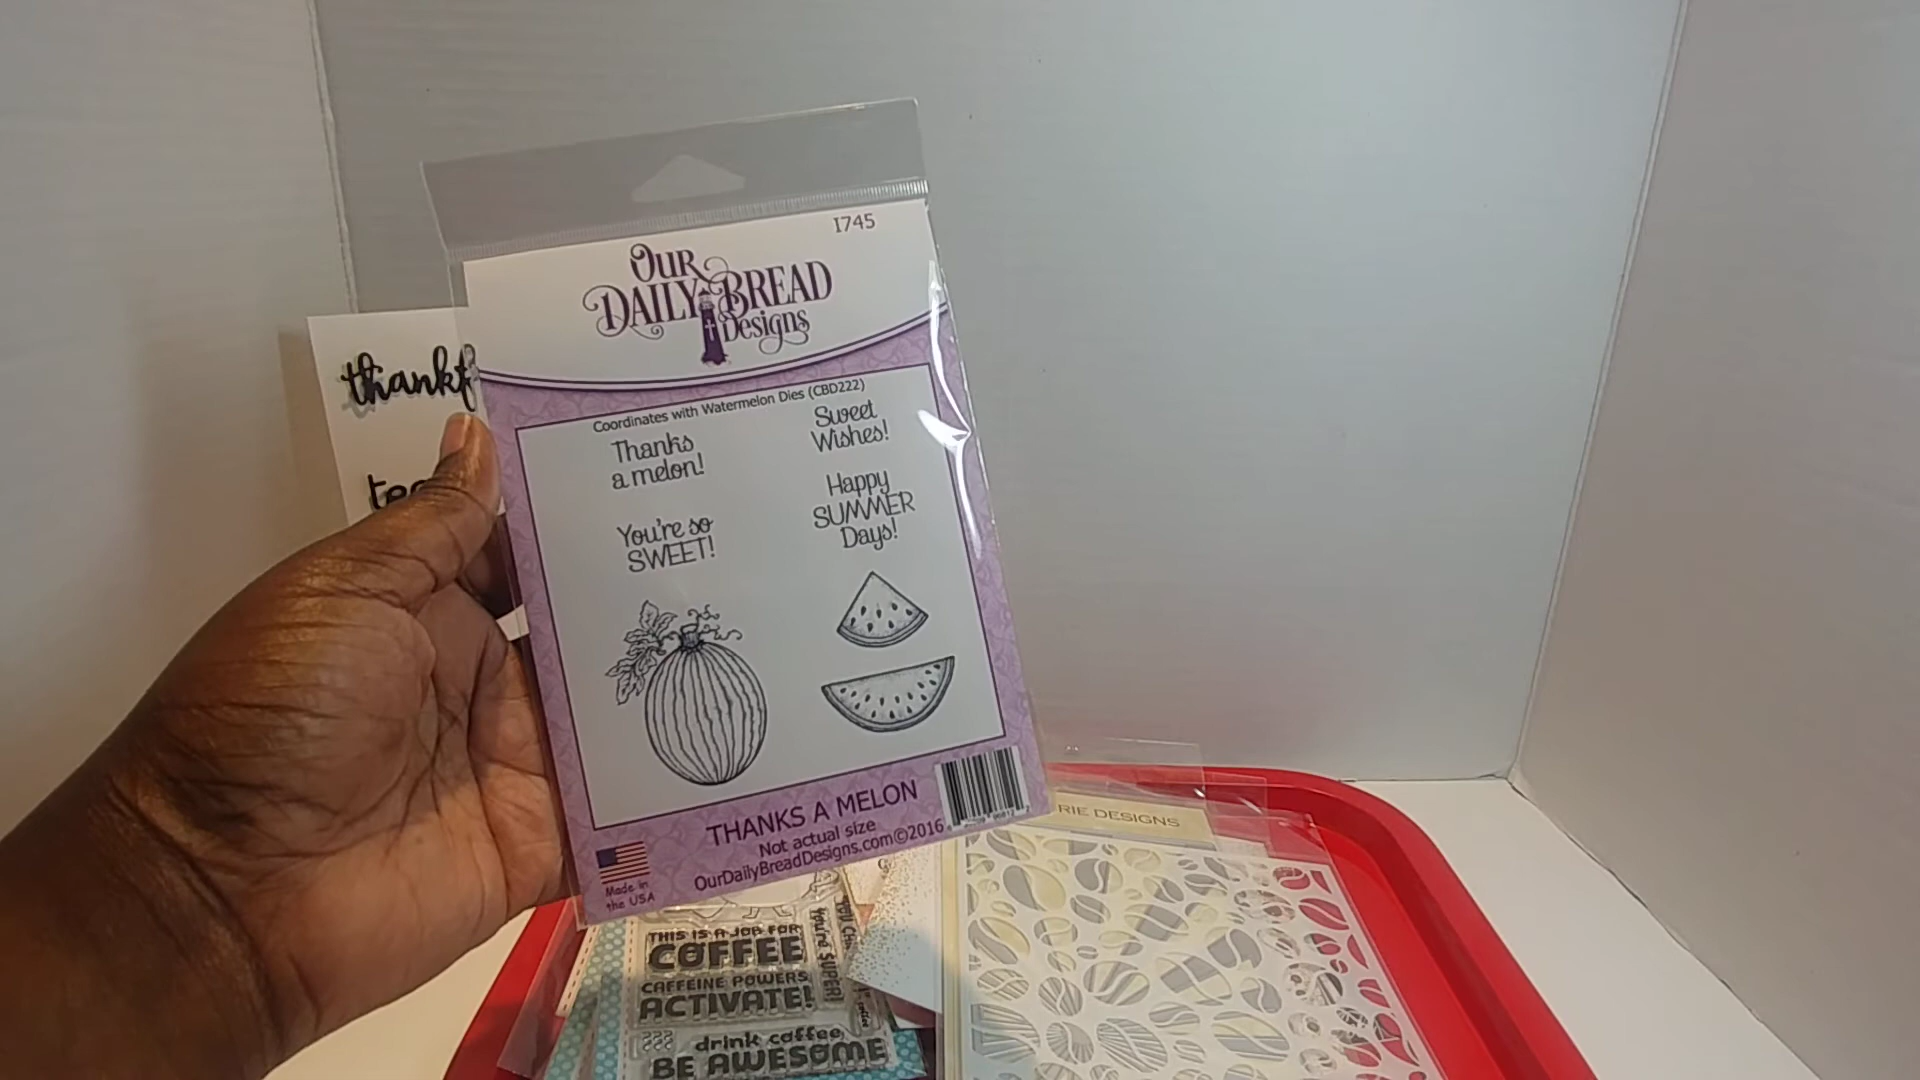 I745
OUR
DAILY BREAD
Designs
Coordinates with Watermelon Dies (CBD222)
Thanks
a melon!
Sweet
Wishes!
You're so
SWEET!
Happy
SUMMER
Days!
THANKS A MELON
Not actual size
OurDailyBreadDesigns.com©2016
Made in
the USA
thankf
RIE DESIGNS
THIS IS A JOB FOR
COFFEE
CAFFEINE POWERS
ACTIVATE!
drink coffee,
BE AWESOME
You're SUPER!